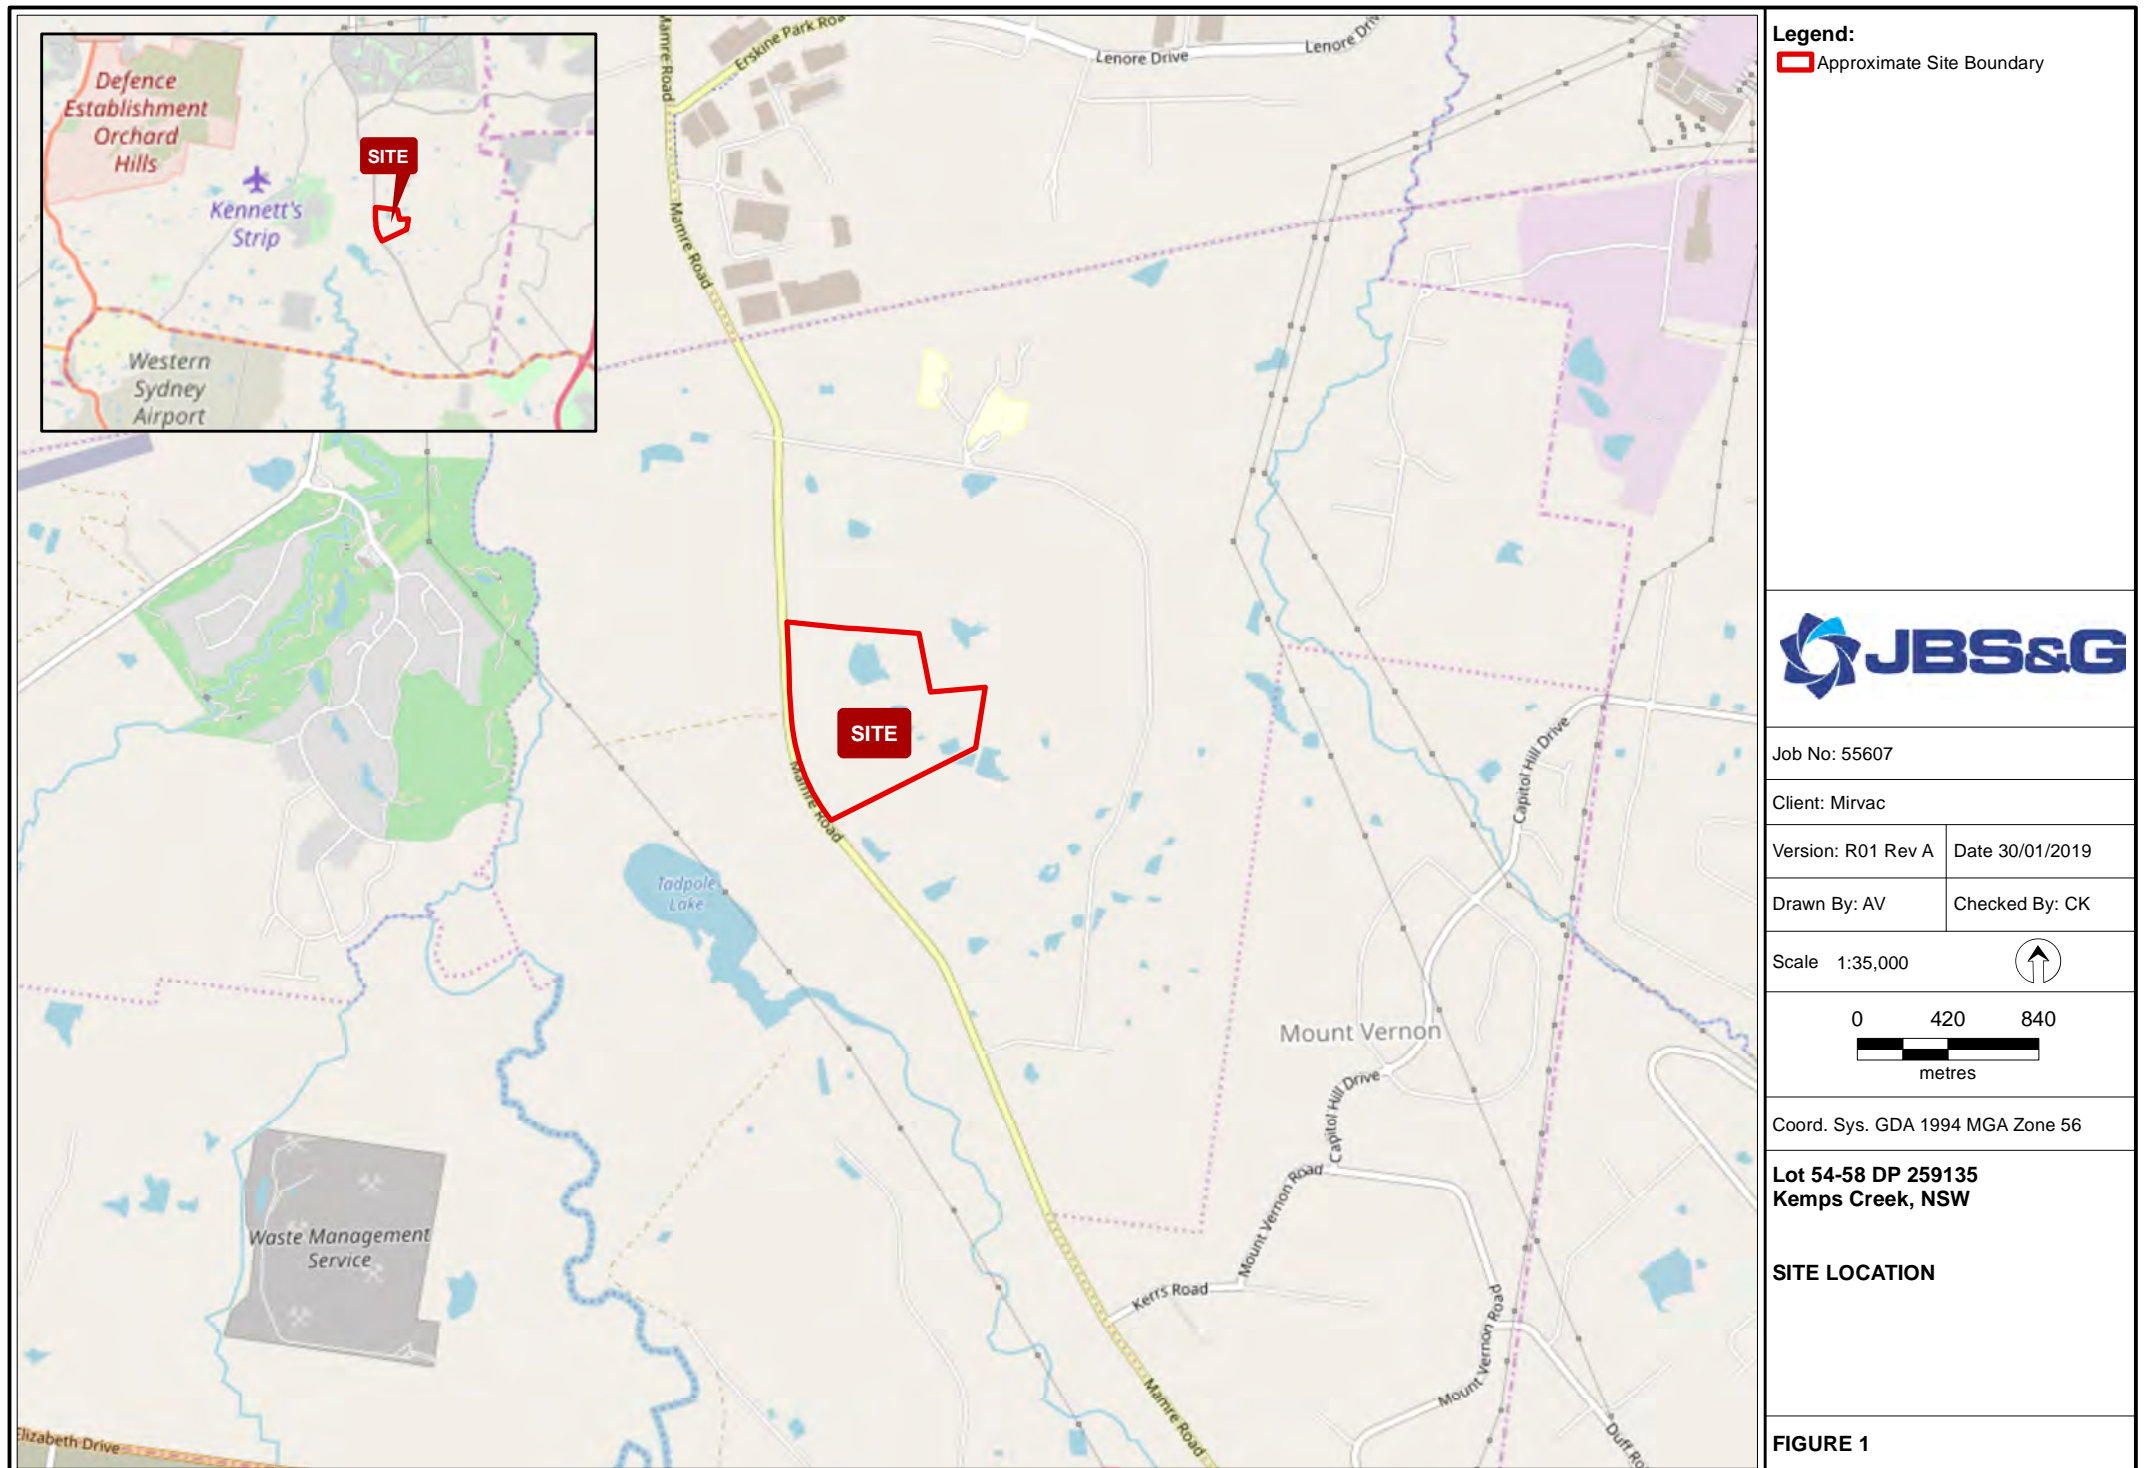 Defence
Establishment
Orchard
Hills
SITE
Kennett's
Strip
Western
Sydney
Airport
Mamre Road
Erskine Park Roa
Lenore Drive
Lenore Driv
Mamre Road
SITE
Mamre Road
Tadpole
Lake
Capitol Hill Drive
Mount Vernon
Capitol Hill Drive
Mount Vernon Road
Kerrs Road
Mount Vernon Road
Mount Vernon Road
Duff Ro
Mamre Road
Waste Management
Service
Elizabeth Drive
Legend:
Approximate Site Boundary
JBS&G
Job No: 55607
Client: Mirvac
Version: R01 Rev A
Date 30/01/2019
Drawn By: AV
Checked By: CK
Scale 1:35,000
0 420 840
metres
Coord. Sys. GDA 1994 MGA Zone 56
Lot 54-58 DP 259135
Kemps Creek, NSW
SITE LOCATION
FIGURE 1